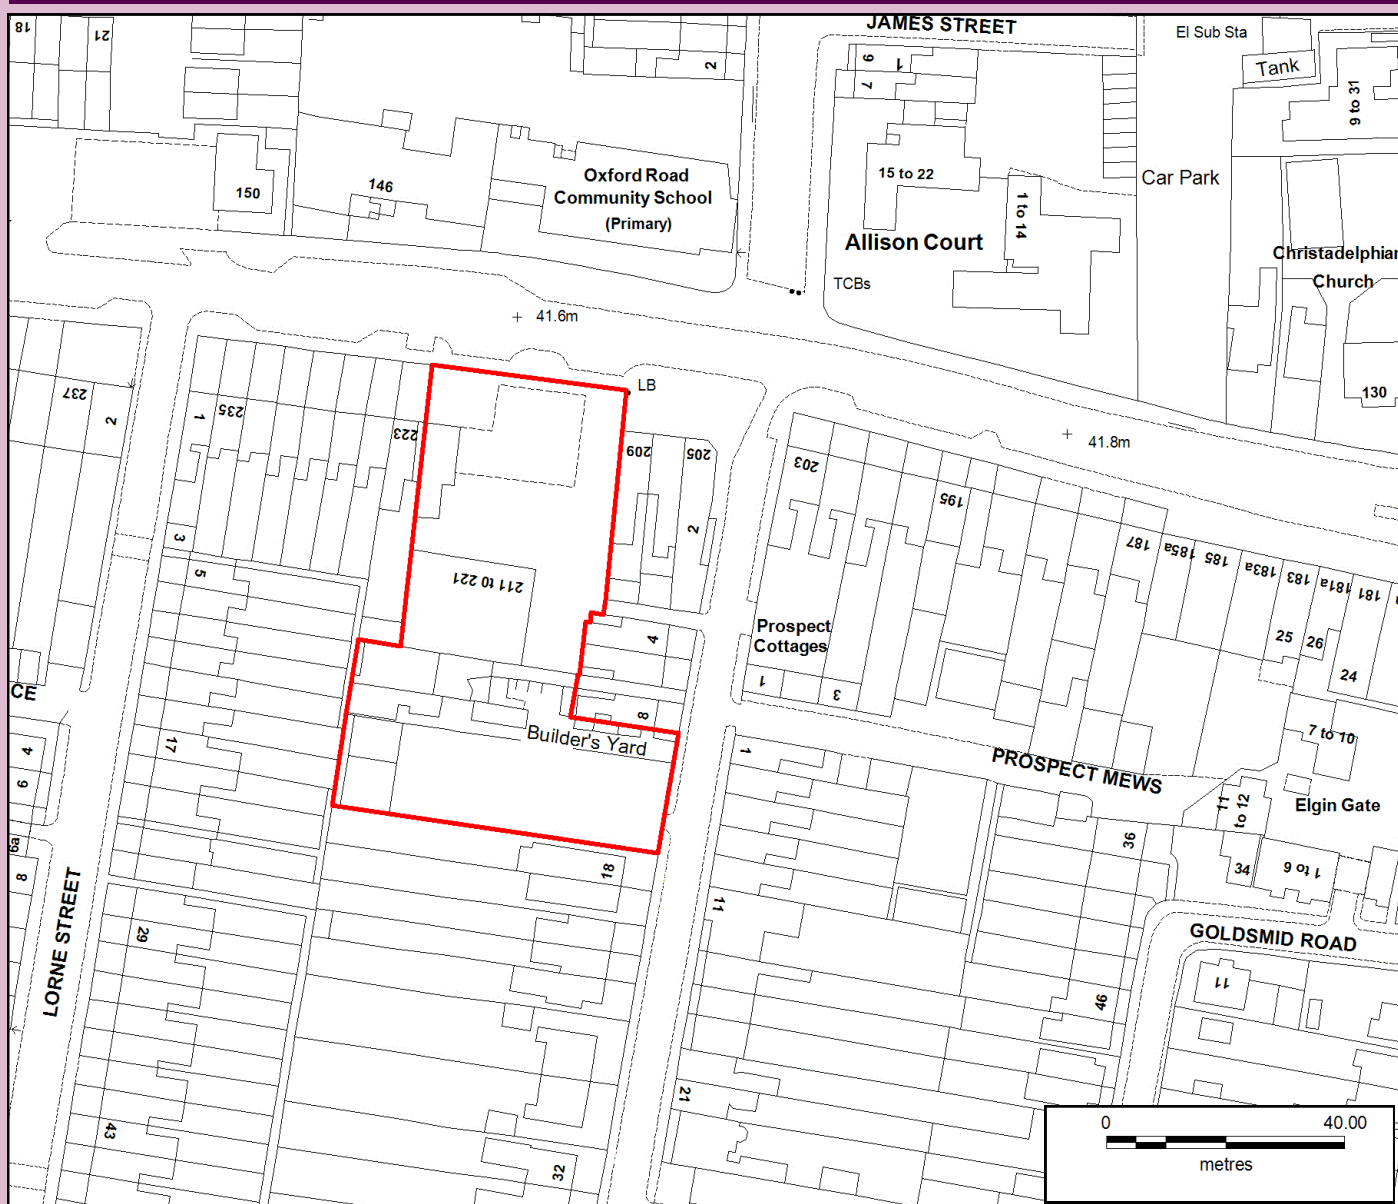 18
21
2
JAMES STREET
El Sub Sta
Tank
9
1
7
9 to 31
150
146
Oxford Road
Community School
(Primary)
15 to 22
1 to 14
Car Park
Allison Court
TCBs
Christadelphian
Church
41.6m
LB
130
41.8m
237
2
1
235
223
209
205
2
203
195
187
185a
185
183a
183
181a
181
3
5
211 to 221
4
Prospect
Cottages
1
3
25
26
24
CE
4
6
6a
8
17
8
Builder's Yard
1
PROSPECT MEWS
7 to 10
11
to 12
Elgin Gate
36
34
1 to 6
18
11
29
LORNE STREET
GOLDSMID ROAD
11
46
21
43
32
0
40.00
metres